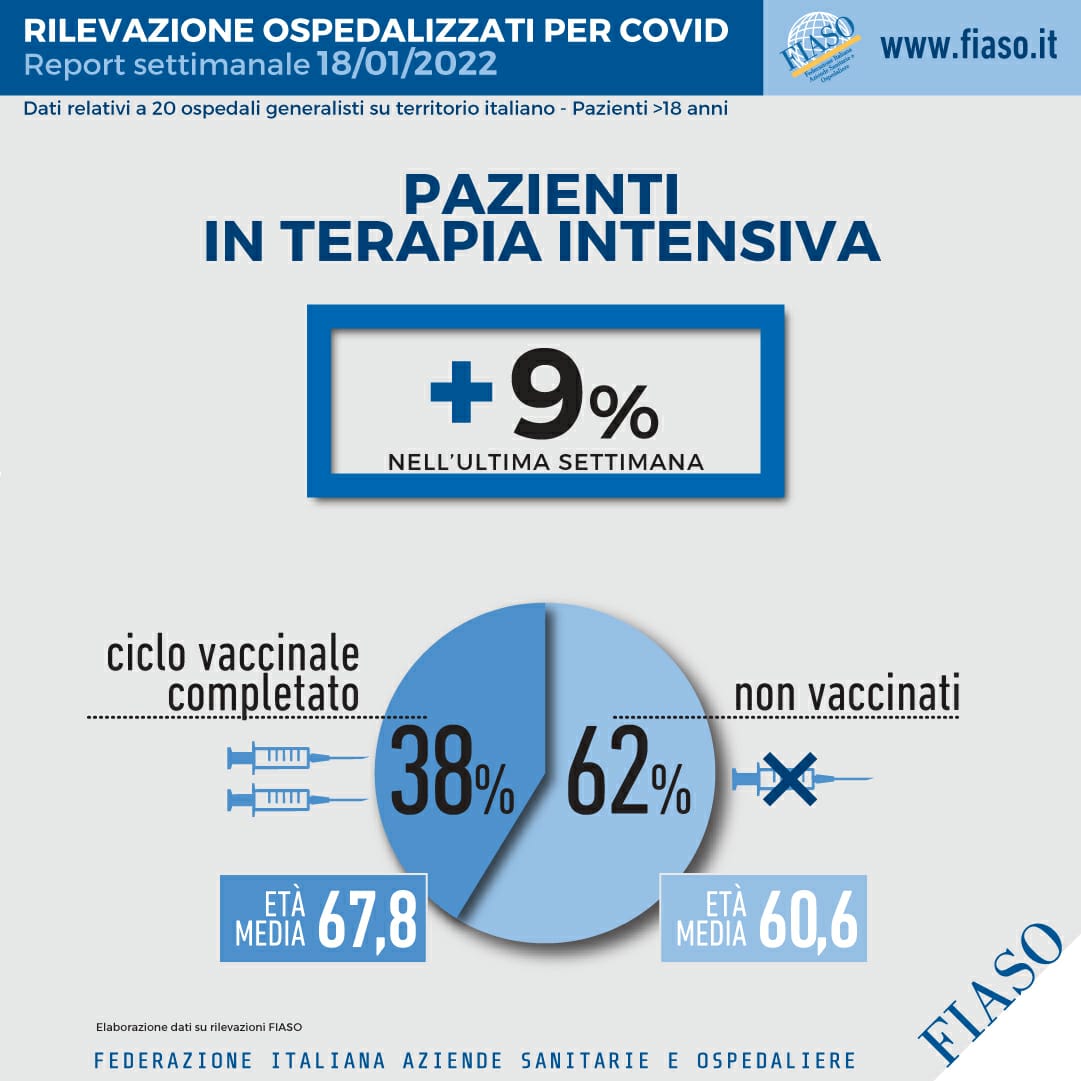 RILEVAZIONE OSPEDALIZZATI PER COVID
Report settimanale 18/01/2022
FIASO
Federazione Italiana
Aziende Sanitarie e
Ospedaliere
www.fiaso.it
Dati relativi a 20 ospedali generalisti su territorio italiano - Pazienti >18 anni
PAZIENTI
IN TERAPIA INTENSIVA
+9%
NELL'ULTIMA SETTIMANA
ciclo vaccinale
completato
38%
non vaccinati
62%
ETÀ
MEDIA 67,8
ETÀ
MEDIA 60,6
Elaborazione dati su rilevazioni FIASO
FEDERAZIONE ITALIANA AZIENDE SANITARIE E OSPEDALIERE
FIASO